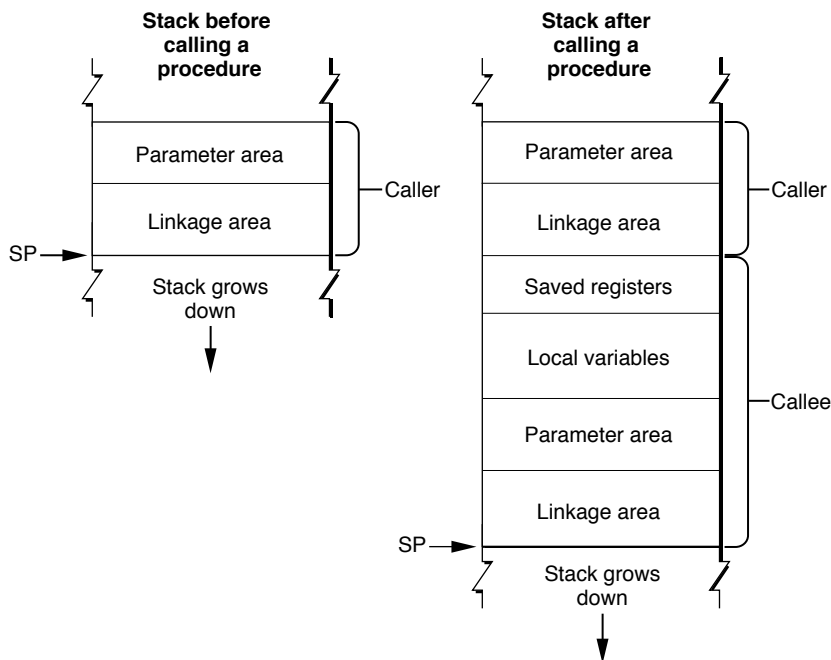 Stack before
calling a
procedure
Parameter area
Linkage area
Caller
SP
Stack grows
down
Stack after
calling a
procedure
Parameter area
Linkage area
Caller
Saved registers
Local variables
Parameter area
Linkage area
Callee
SP
Stack grows
down